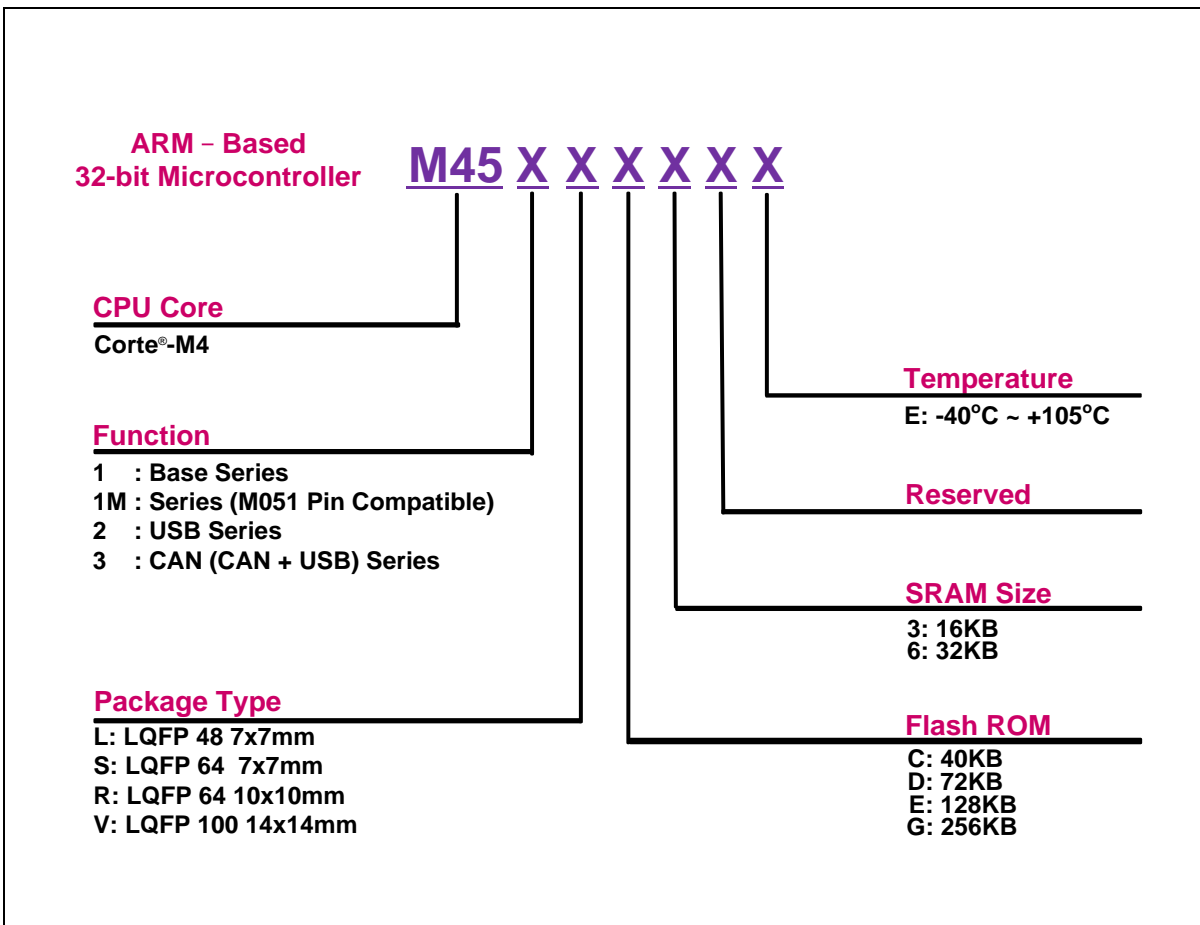 ARM – Based
32-bit Microcontroller
M45 X X X X X X
CPU Core
Corte®-M4
Function
1 : Base Series
1M : Series (M051 Pin Compatible)
2 : USB Series
3 : CAN (CAN + USB) Series
Package Type
L: LQFP 48 7x7mm
S: LQFP 64 7x7mm
R: LQFP 64 10x10mm
V: LQFP 100 14x14mm
Temperature
E: -40°C ~ +105°C
Reserved
SRAM Size
3: 16KB
6: 32KB
Flash ROM
C: 40KB
D: 72KB
E: 128KB
G: 256KB